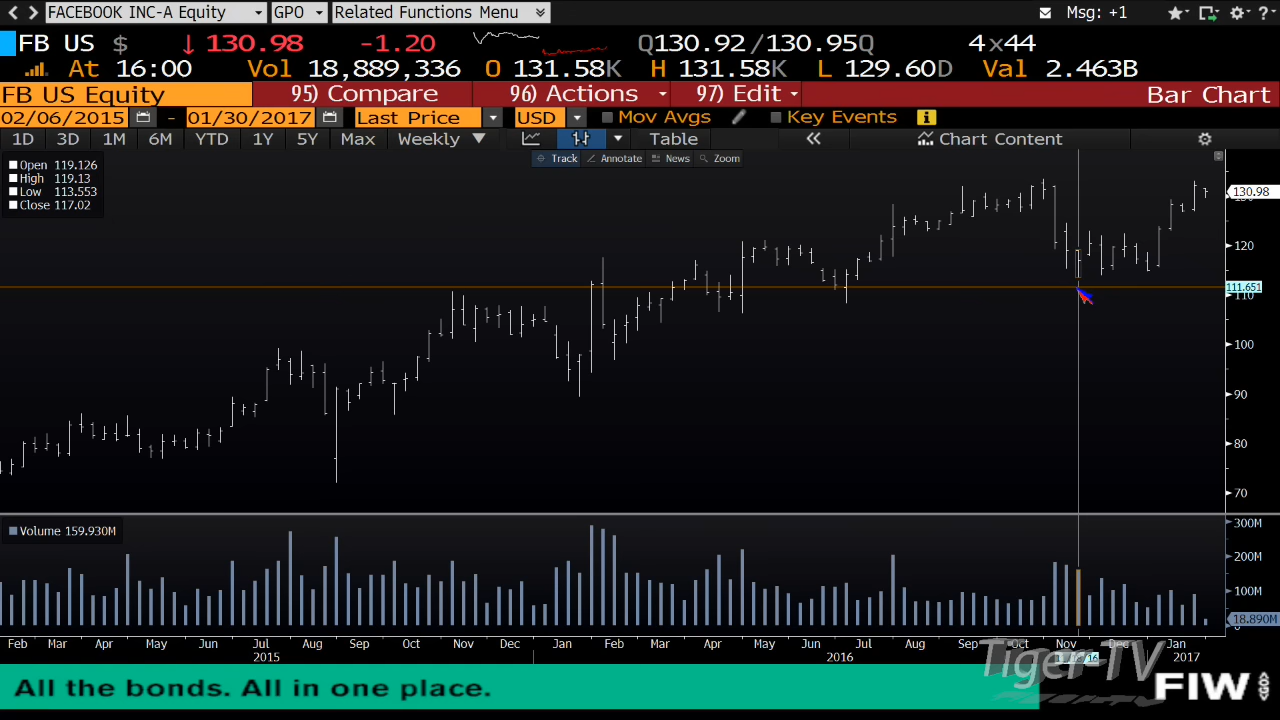 FACEBOOK INC-A Equity GPO Related Functions Menu Msg: +1
FB US $ 130.98 -1.20 Q130.92/130.95Q 4x44
At 16:00 Vol 18,889,336 O 131.58K H 131.58K L 129.60D Val 2.463B
FB US Equity 95) Compare 96) Actions 97) Edit Bar Chart
02/06/2015 - 01/30/2017 Last Price USD Mov Avgs Key Events
1D 3D 1M 6M YTD 1Y 5Y Max Weekly Table Chart Content
Track Annotate News Zoom
Open 119.126
High 119.13
Low 113.553
Close 117.02
130.98
130
120
111.651
110
100
90
80
70
Volume 159.930M
300M
200M
100M
18.890M
0
Feb Mar Apr May Jun Jul Aug Sep Oct Nov Dec Jan Feb Mar Apr May Jun Jul Aug Sep Oct Nov Dec Jan
2015 2016 2017
Tiger-TV
All the bonds. All in one place.
FIW